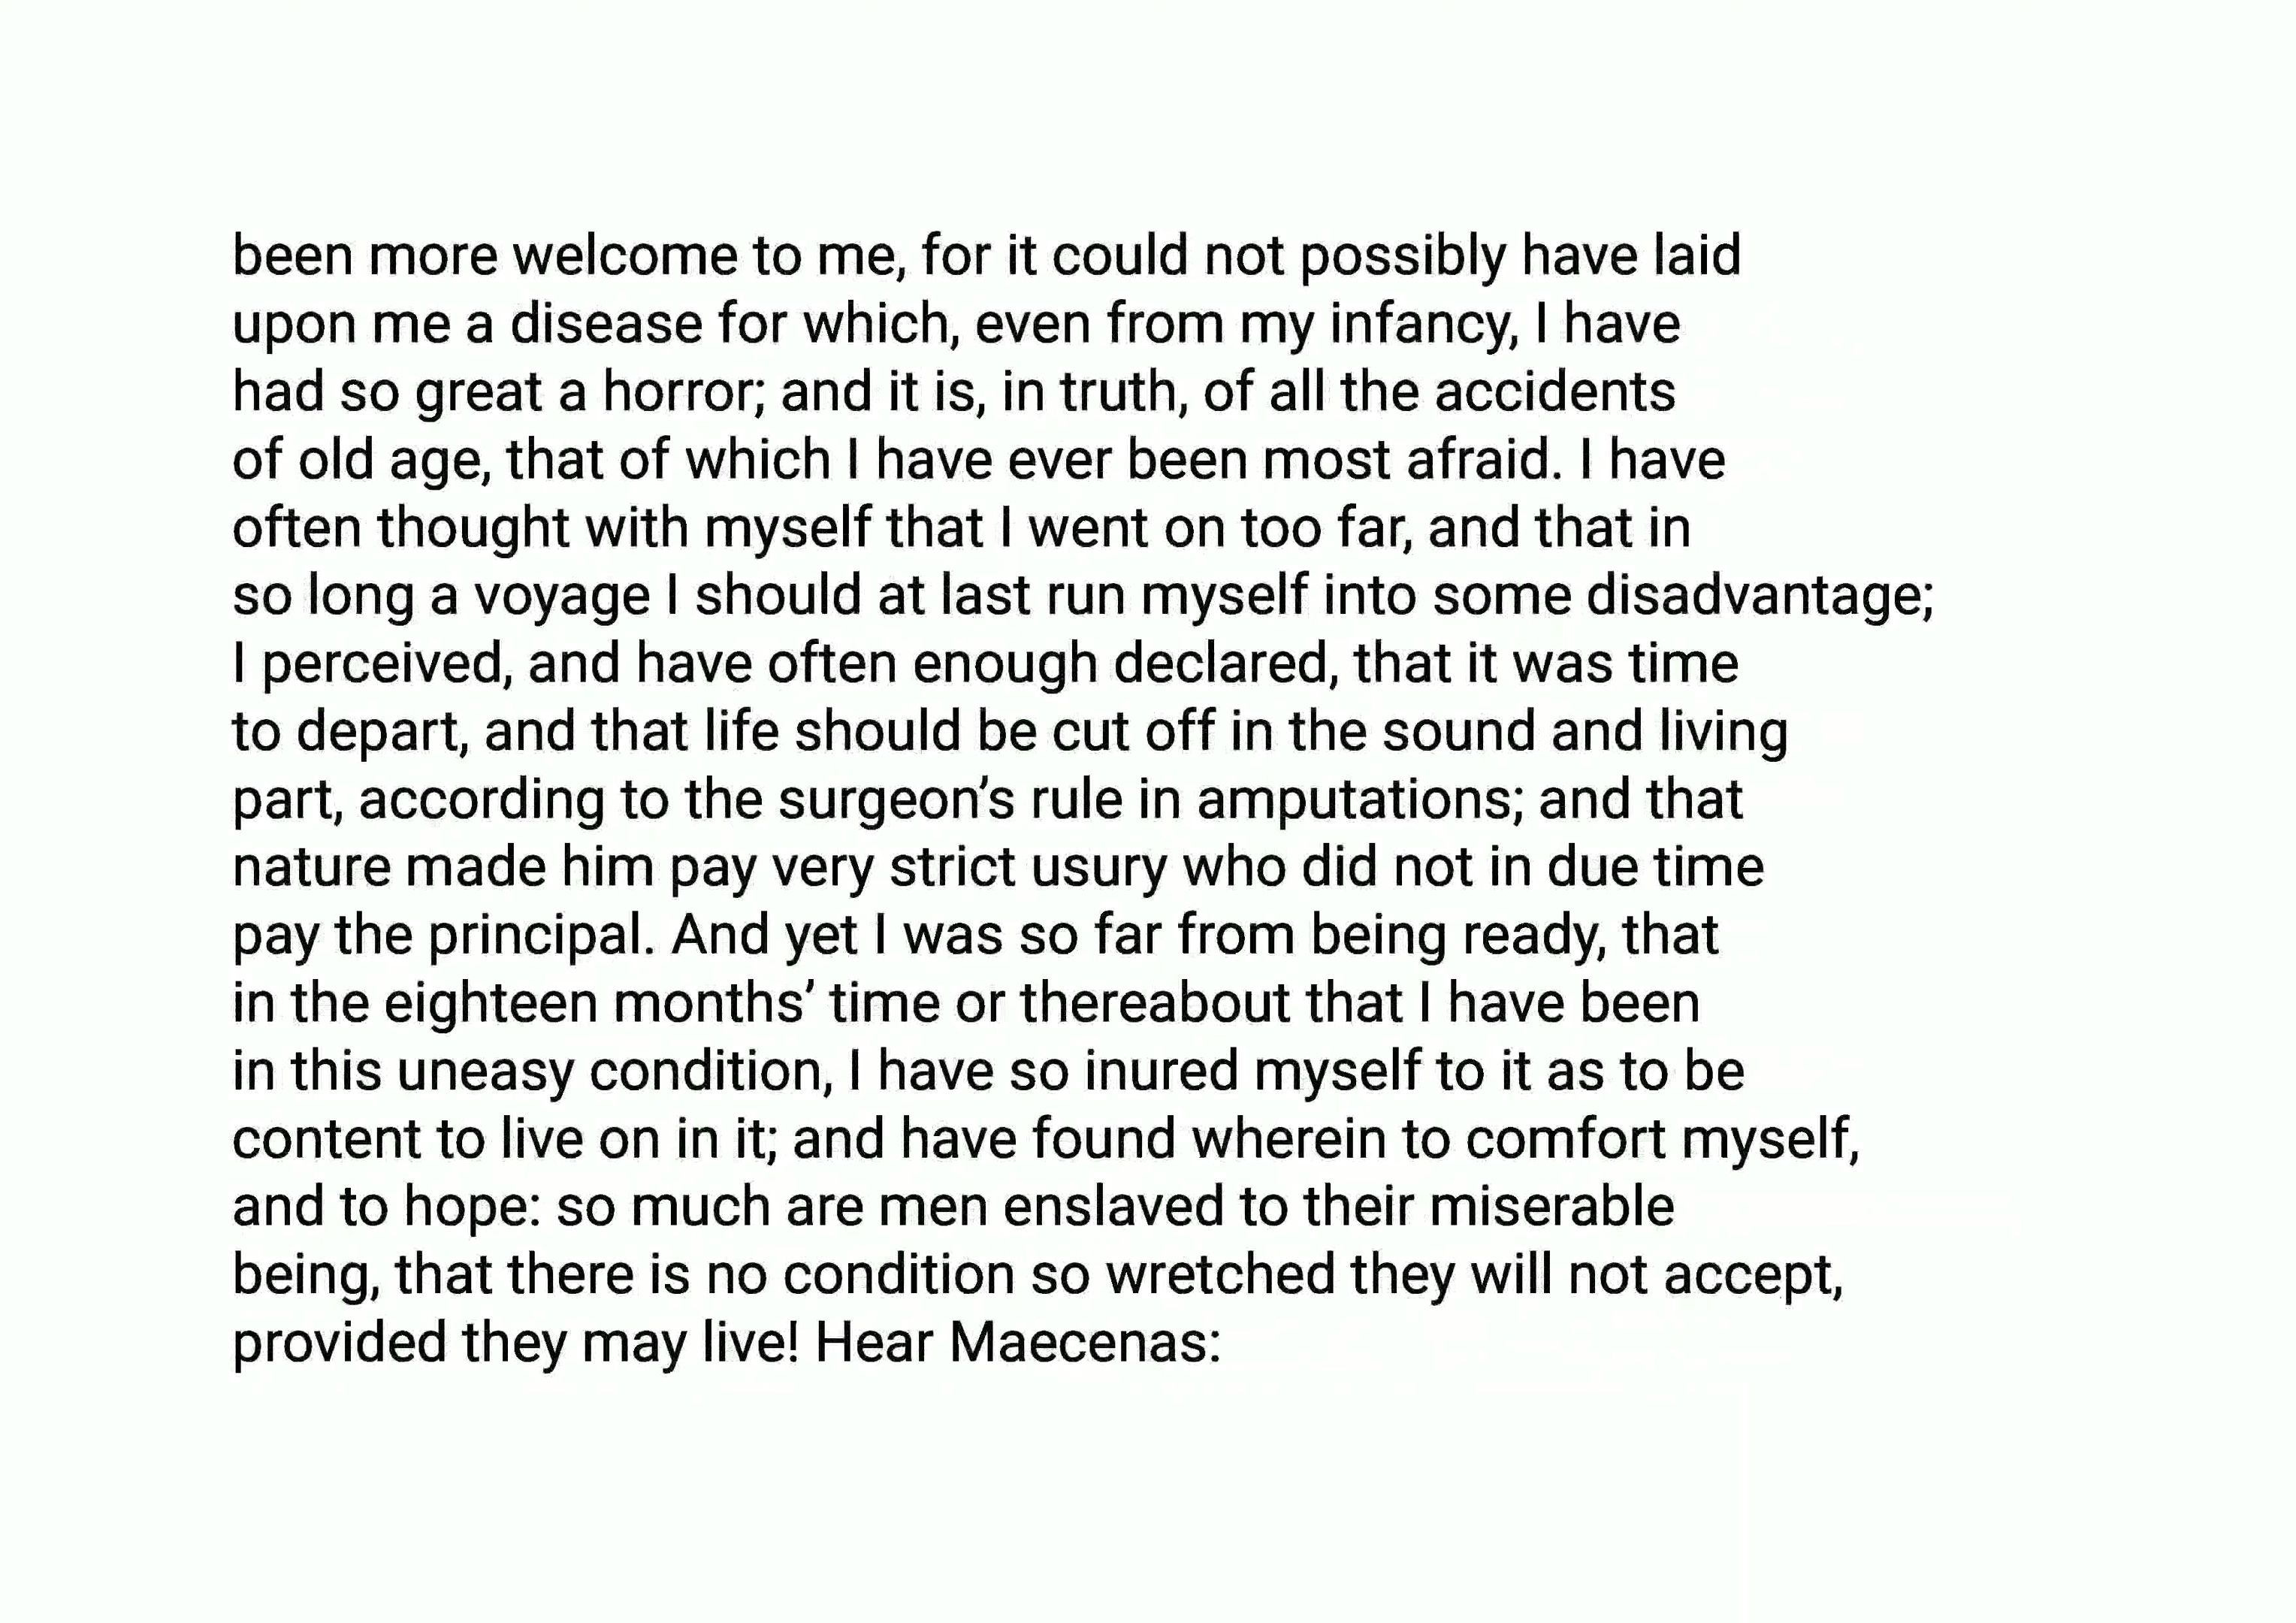 been more welcome to me, for it could not possibly have laid
upon me a disease for which, even from my infancy, I have
had so great a horror; and it is, in truth, of all the accidents
of old age, that of which I have ever been most afraid. I have
often thought with myself that I went on too far, and that in
so long a voyage I should at last run myself into some disadvantage;
I perceived, and have often enough declared, that it was time
to depart, and that life should be cut off in the sound and living
part, according to the surgeon’s rule in amputations; and that
nature made him pay very strict usury who did not in due time
pay the principal. And yet I was so far from being ready, that
in the eighteen months’ time or thereabout that I have been
in this uneasy condition, I have so inured myself to it as to be
content to live on in it; and have found wherein to comfort myself,
and to hope: so much are men enslaved to their miserable
being, that there is no condition so wretched they will not accept,
provided they may live! Hear Maecenas: